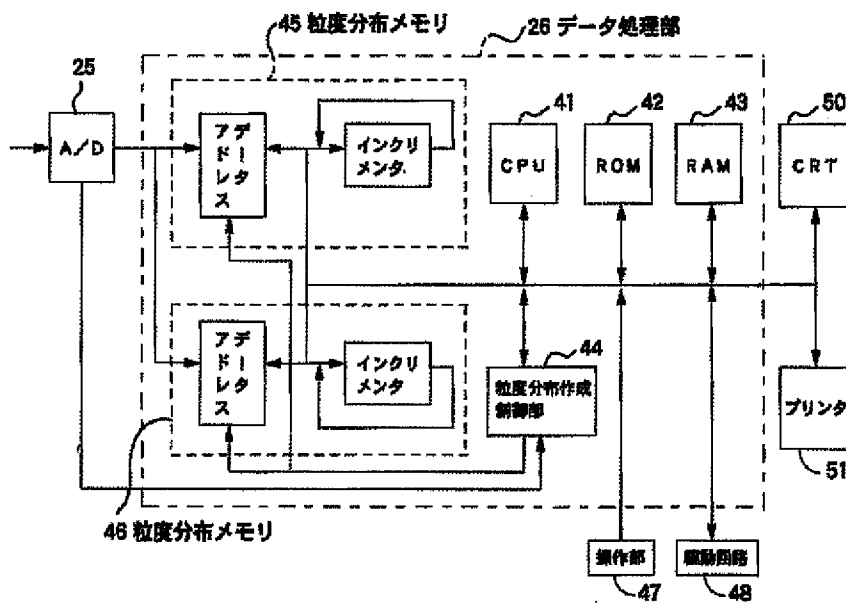 45 粒度分布メモリ
26 データ処理部
25
A/D
アドレス
データ
インクリメンタ
41
CPU
42
ROM
43
RAM
50
CRT
アドレス
データ
インクリメンタ
44
粒度分布作成
制御部
プリンタ
51
46 粒度分布メモリ
操作部
47
駆動回路
48